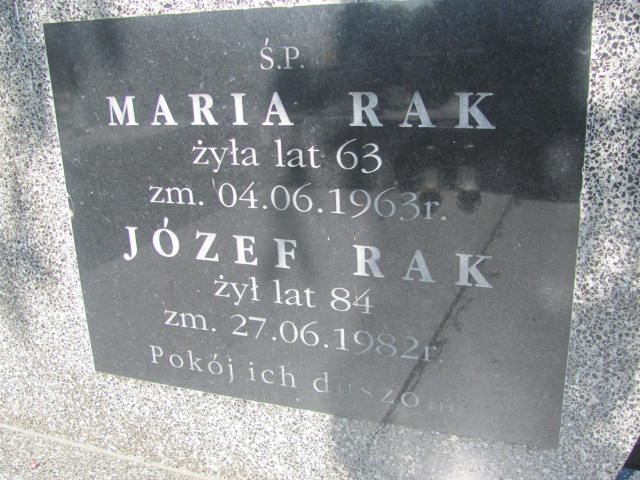 Ś.P.
MARIA RAK
żyła lat 63
zm. 04.06.1963r.
JÓZEF RAK
żył lat 84
zm. 27.06.1982r.
Pokój ich duszom